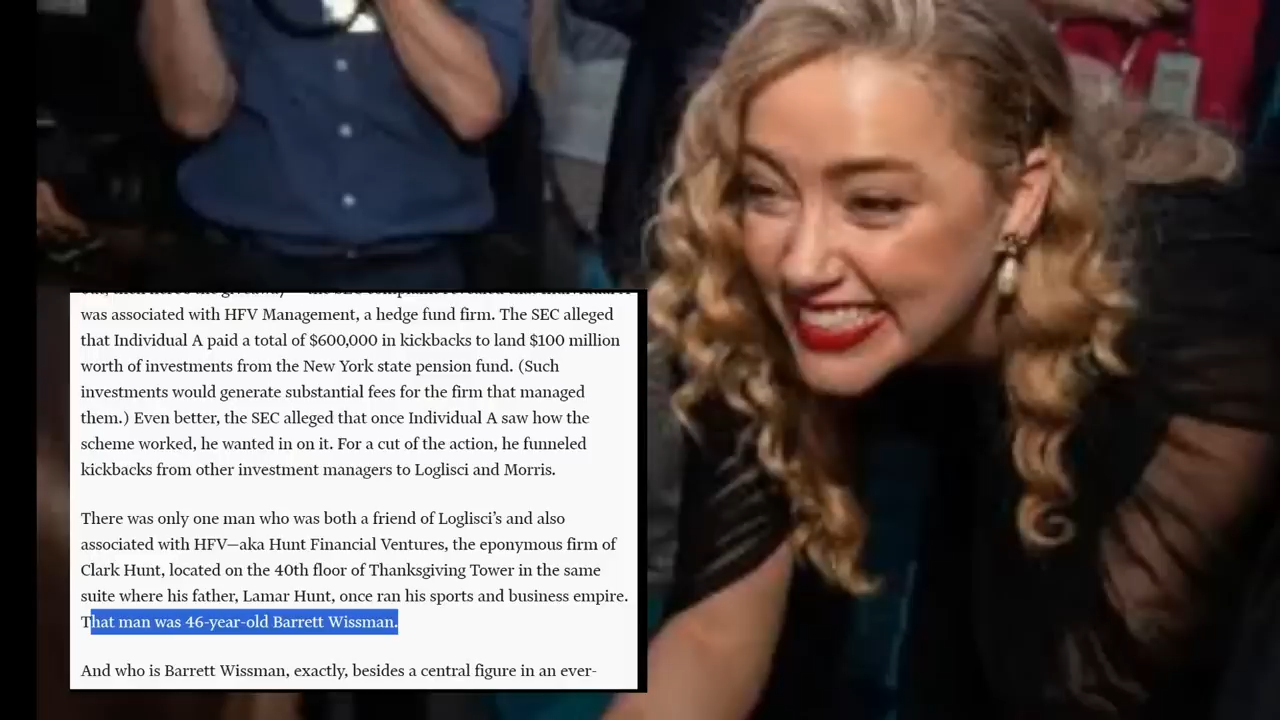 was associated with HFV Management, a hedge fund firm. The SEC alleged
that Individual A paid a total of $600,000 in kickbacks to land $100 million
worth of investments from the New York state pension fund. (Such
investments would generate substantial fees for the firm that managed
them.) Even better, the SEC alleged that once Individual A saw how the
scheme worked, he wanted in on it. For a cut of the action, he funneled
kickbacks from other investment managers to Loglisci and Morris.
There was only one man who was both a friend of Loglisci’s and also
associated with HFV—aka Hunt Financial Ventures, the eponymous firm of
Clark Hunt, located on the 40th floor of Thanksgiving Tower in the same
suite where his father, Lamar Hunt, once ran his sports and business empire.
That man was 46-year-old Barrett Wissman.
And who is Barrett Wissman, exactly, besides a central figure in an ever-